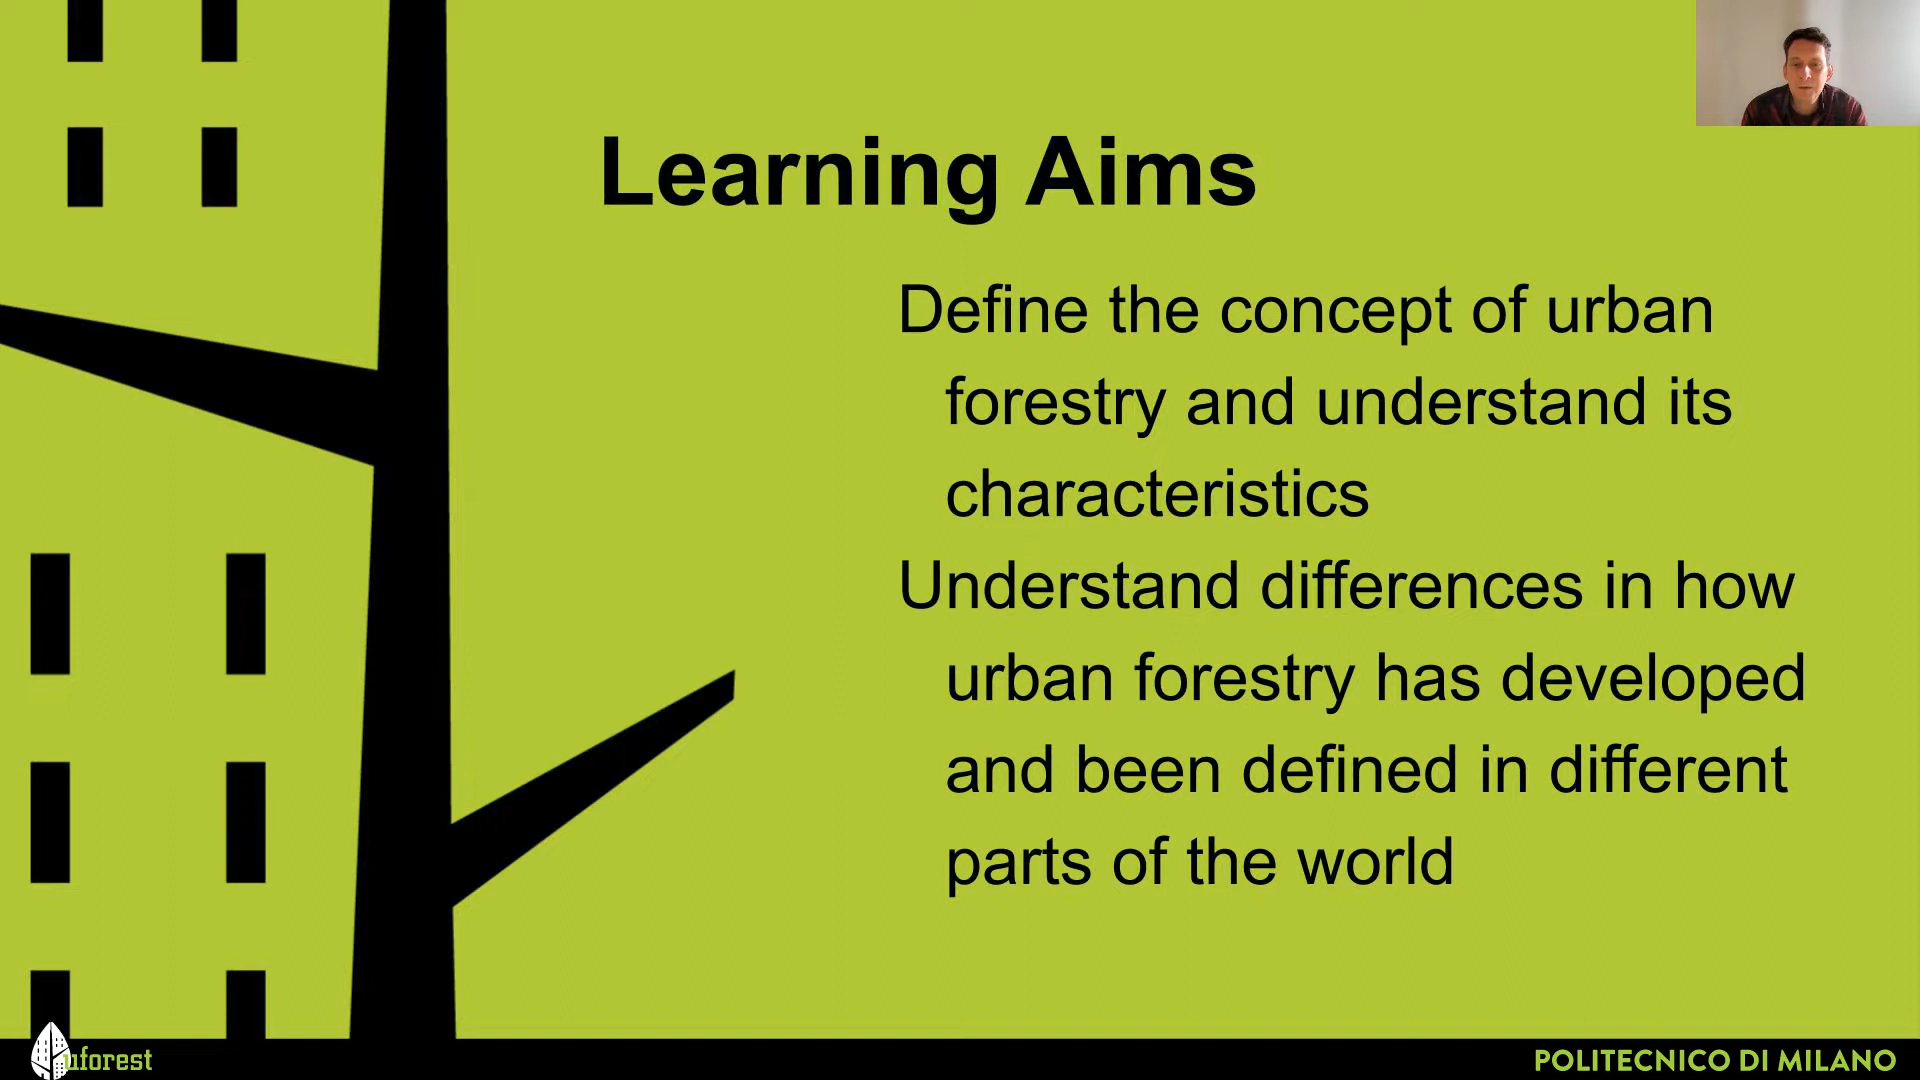 Learning Aims
Define the concept of urban
forestry and understand its
characteristics
Understand differences in how
urban forestry has developed
and been defined in different
parts of the world
uforest
POLITECNICO DI MILANO